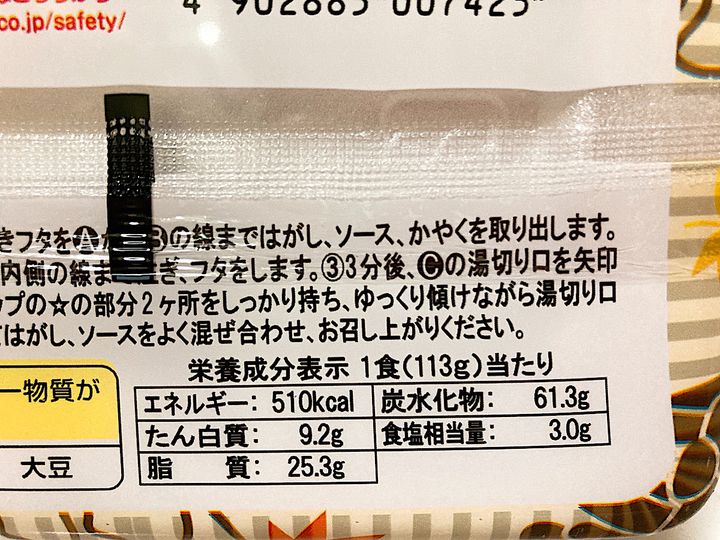 co.jp/safety/
4 902885 007425
きフタをⒶからⒷの線まではがし、ソース、かやくを取り出します。
内側の線まで注ぎ、フタをします。③3分後、Ⓒの湯切り口を矢印
ップの☆の部分2ヶ所をしっかり持ち、ゆっくり傾けながら湯切り口
はがし、ソースをよく混ぜ合わせ、お召し上がりください。
栄養成分表示 1食(113g)当たり
ー物質が
エネルギー: 510kcal 炭水化物: 61.3g
たん白質: 9.2g 食塩相当量: 3.0g
大豆
脂 質: 25.3g